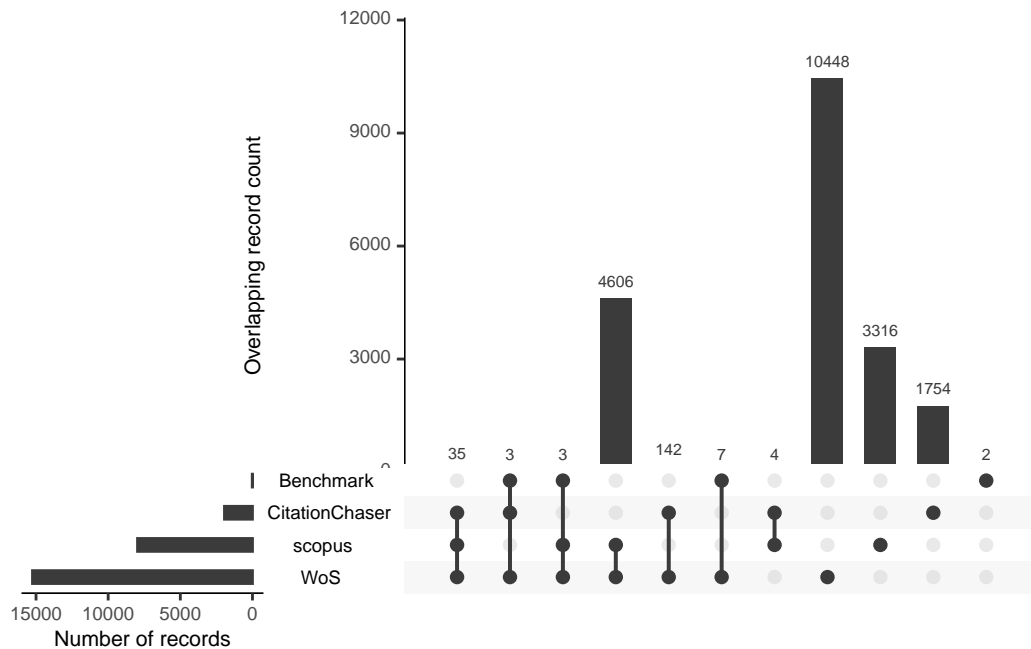 12000
10448
9000
Overlapping record count
6000
4606
3316
3000
1754
35 3 3 142 7 4 2
0
Benchmark
CitationChaser
scopus
WoS
15000 10000 5000 0
Number of records